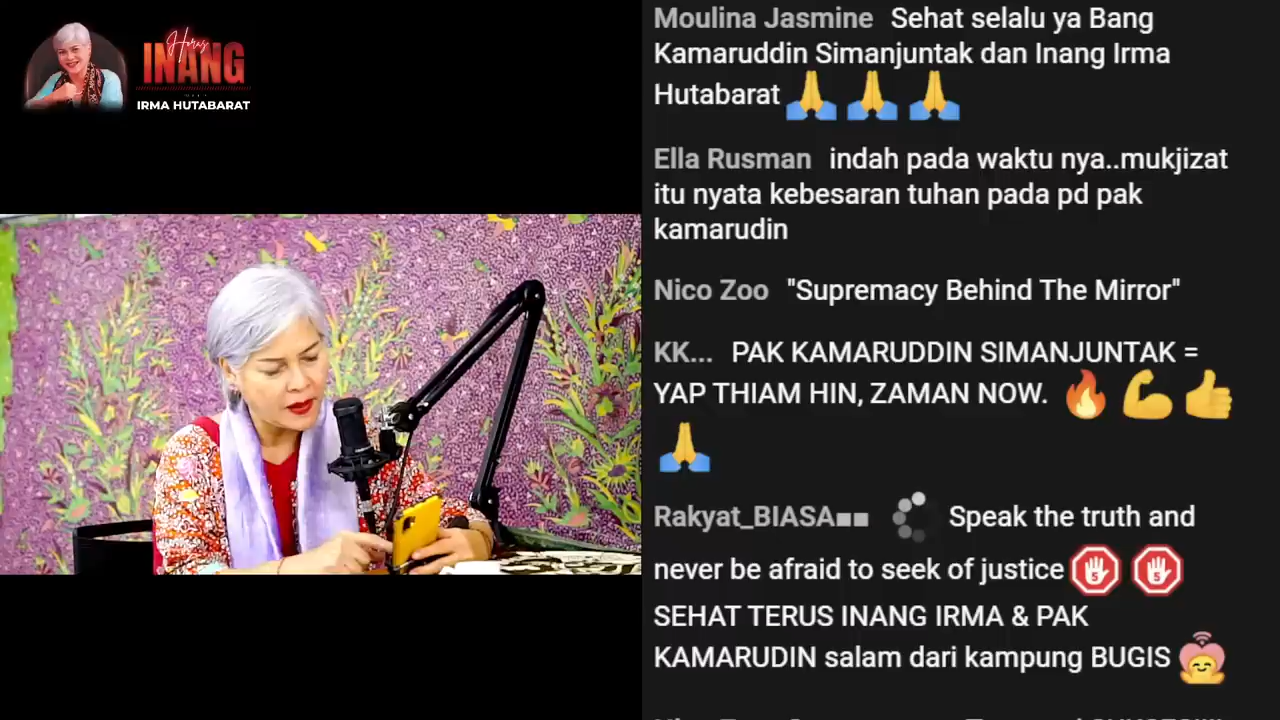 Horas
INANG
IRMA HUTABARAT
Moulina Jasmine Sehat selalu ya Bang
Kamaruddin Simanjuntak dan Inang Irma
Hutabarat 🙏 🙏 🙏
Ella Rusman indah pada waktu nya..mukjizat
itu nyata kebesaran tuhan pada pd pak
kamarudin
Nico Zoo "Supremacy Behind The Mirror"
KK... PAK KAMARUDDIN SIMANJUNTAK =
YAP THIAM HIN, ZAMAN NOW. 🔥 💪 👍
🙏
Rakyat_BIASA■■ Speak the truth and
never be afraid to seek of justice
SEHAT TERUS INANG IRMA & PAK
KAMARUDIN salam dari kampung BUGIS